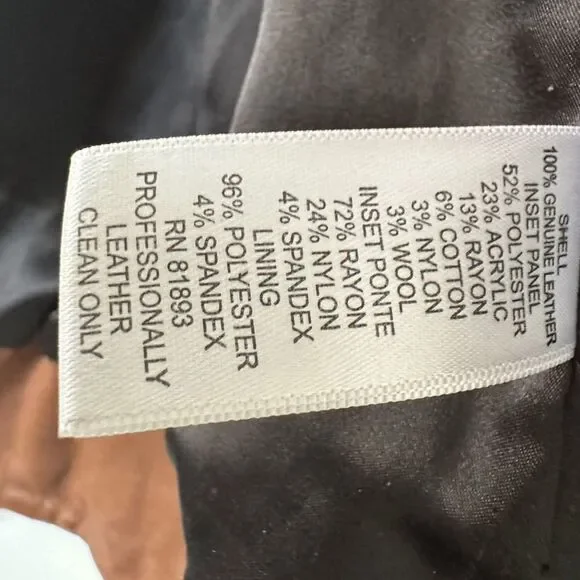 SHELL
100% GENUINE LEATHER
INSET PANEL
52% POLYESTER
23% ACRYLIC
13% RAYON
6% COTTON
3% NYLON
3% WOOL
INSET PONTE
72% RAYON
24% NYLON
4% SPANDEX
LINING
96% POLYESTER
4% SPANDEX
RN 81893
PROFESSIONALLY
LEATHER
CLEAN ONLY